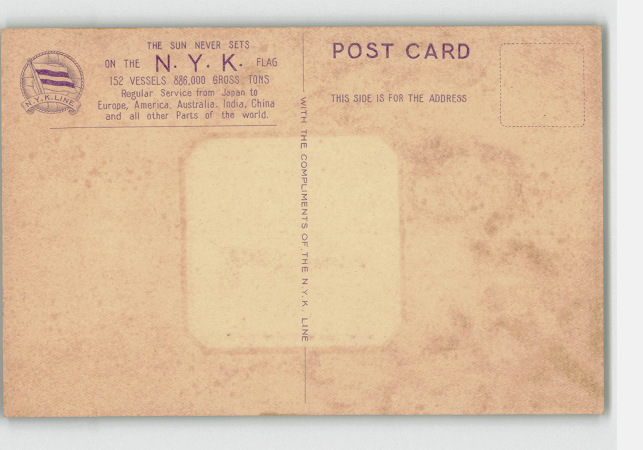 THE SUN NEVER SETS
ON THE N. Y. K. FLAG
152 VESSELS 886,000 GROSS TONS
Regular Service from Japan to
Europe, America, Australia, India, China
and all other Parts of the world.
N.Y.K.LINE
WITH THE COMPLIMENTS OF THE N.Y.K. LINE
POST CARD
THIS SIDE IS FOR THE ADDRESS